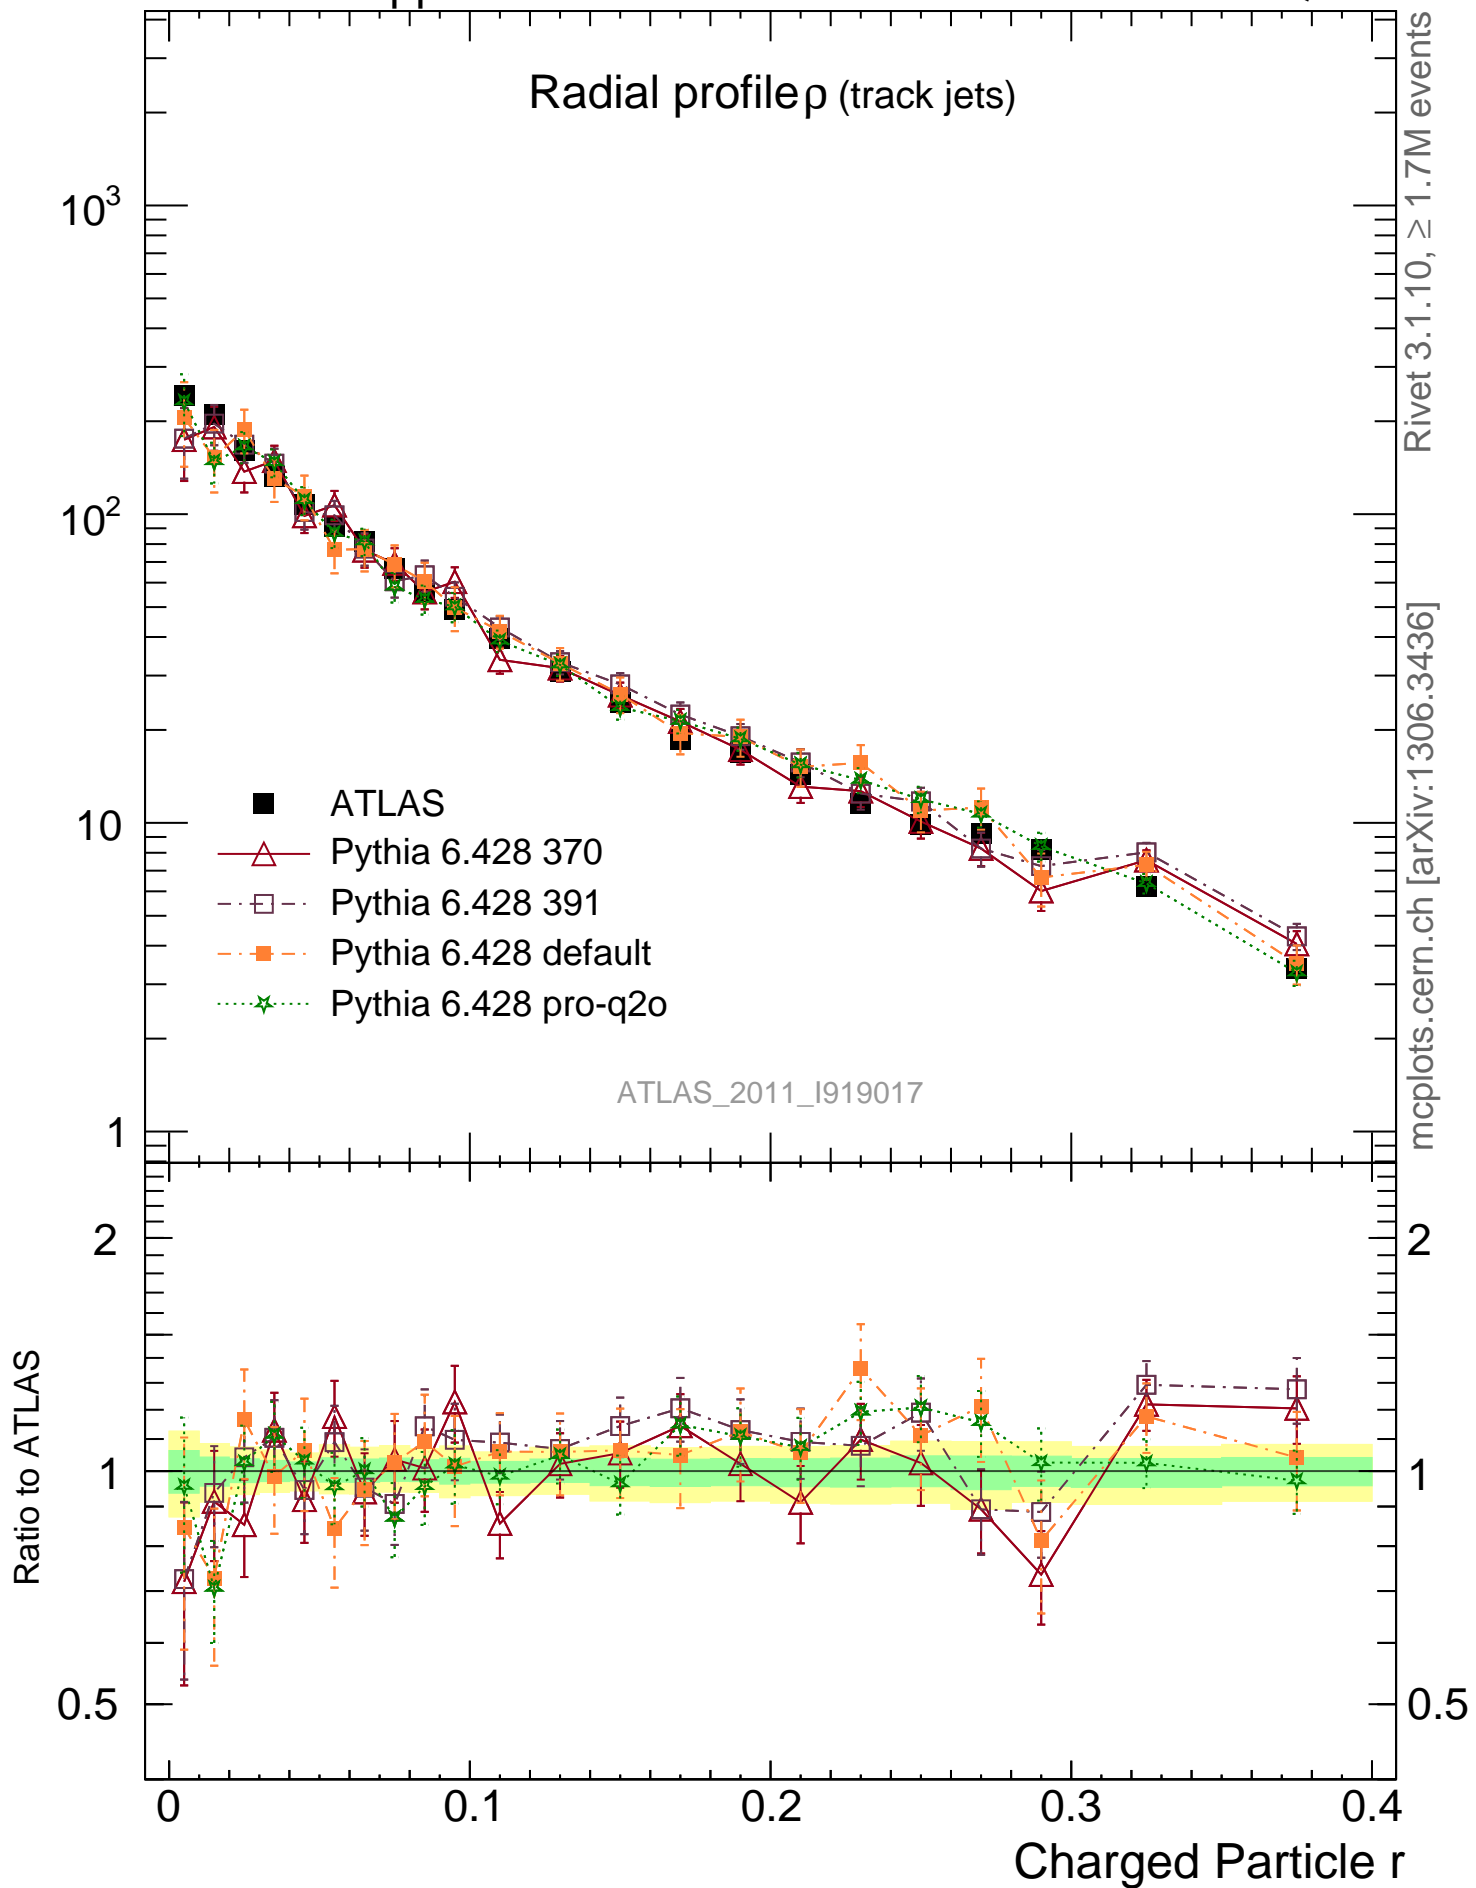 Radial profile ρ (track jets)
10³
10²
10
1
ATLAS
Pythia 6.428 370
Pythia 6.428 391
Pythia 6.428 default
Pythia 6.428 pro-q2o
ATLAS_2011_I919017
Rivet 3.1.10, ≥ 1.7M events
mcplots.cern.ch [arXiv:1306.3436]
Ratio to ATLAS
2
1
0.5
2
1
0.5
0 0.1 0.2 0.3 0.4
Charged Particle r